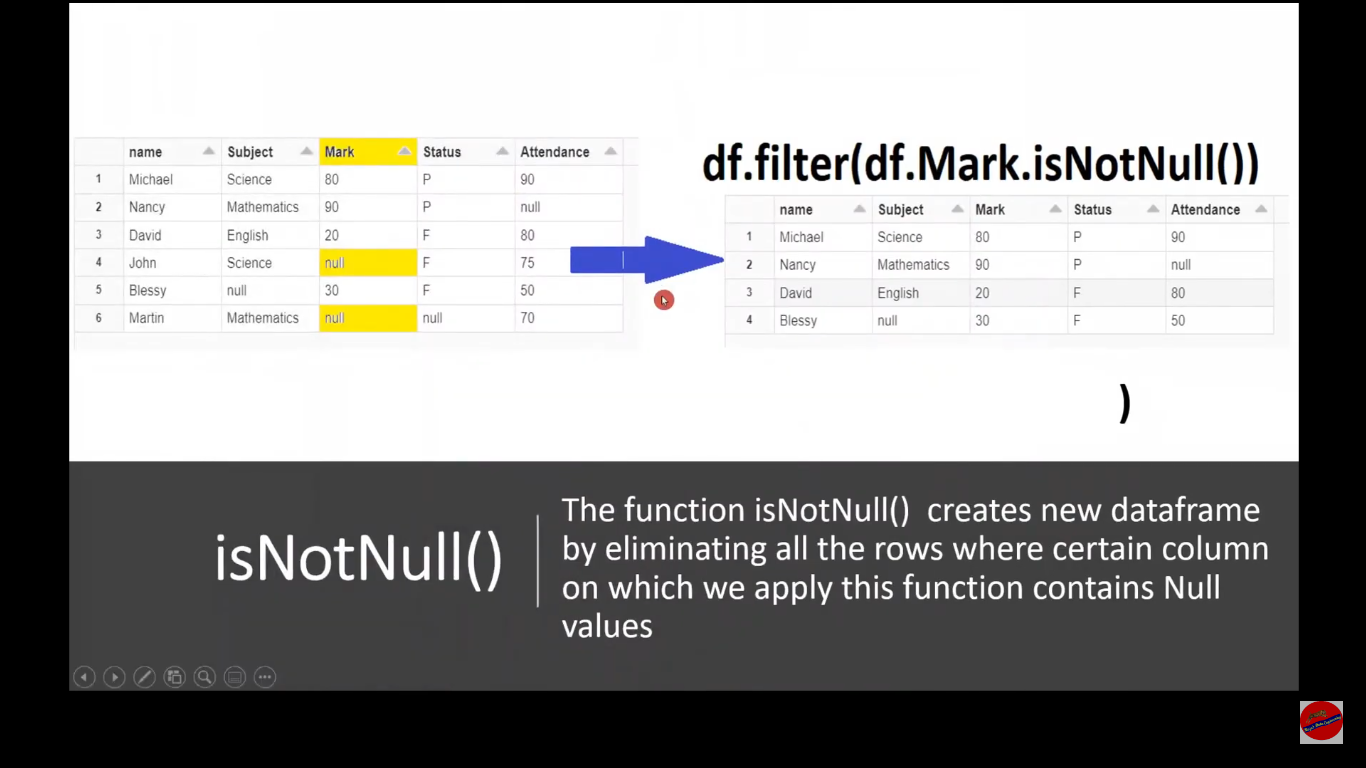 name Subject Mark Status Attendance
1 Michael Science 80 P 90
2 Nancy Mathematics 90 P null
3 David English 20 F 80
4 John Science null F 75
5 Blessy null 30 F 50
6 Martin Mathematics null null 70
df.filter(df.Mark.isNotNull())
name Subject Mark Status Attendance
1 Michael Science 80 P 90
2 Nancy Mathematics 90 P null
3 David English 20 F 80
4 Blessy null 30 F 50
)
isNotNull()
The function isNotNull() creates new dataframe
by eliminating all the rows where certain column
on which we apply this function contains Null
values